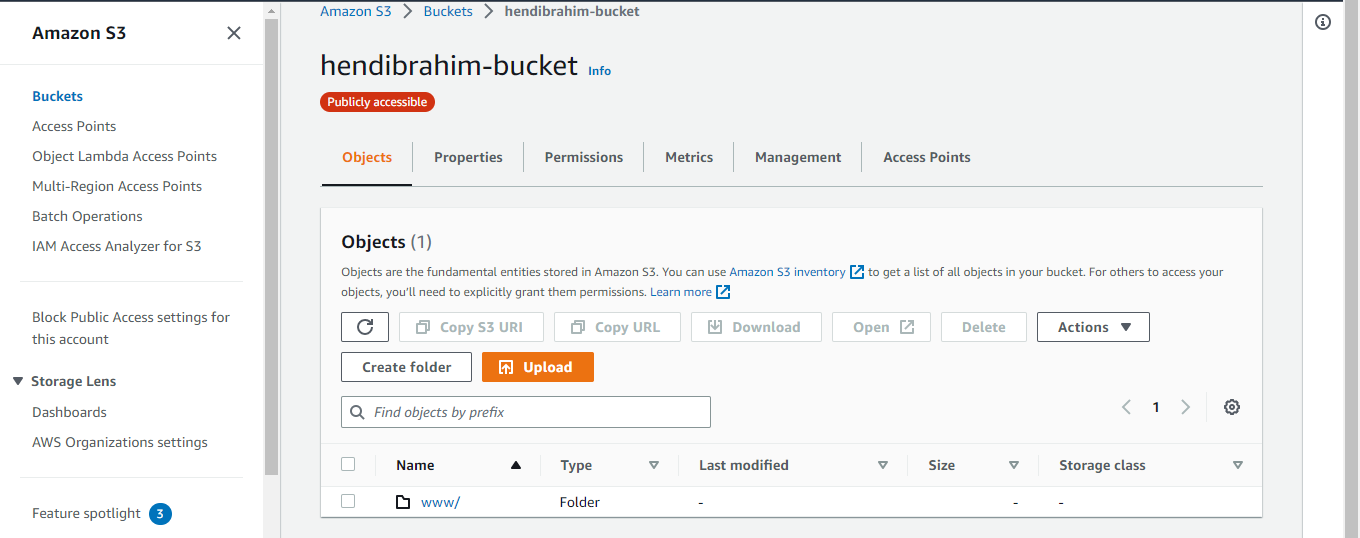 Amazon S3
Buckets
Access Points
Object Lambda Access Points
Multi-Region Access Points
Batch Operations
IAM Access Analyzer for S3
Block Public Access settings for
this account
Storage Lens
Dashboards
AWS Organizations settings
Feature spotlight 3
Amazon S3 Buckets hendibrahim-bucket
hendibrahim-bucket Info
Publicly accessible
Objects Properties Permissions Metrics Management Access Points
Objects (1)
Objects are the fundamental entities stored in Amazon S3. You can use Amazon S3 inventory to get a list of all objects in your bucket. For others to access your
objects, you'll need to explicitly grant them permissions. Learn more
Copy S3 URI Copy URL Download Open Delete Actions
Create folder Upload
Find objects by prefix 1
Name Type Last modified Size Storage class
www/ Folder - - -